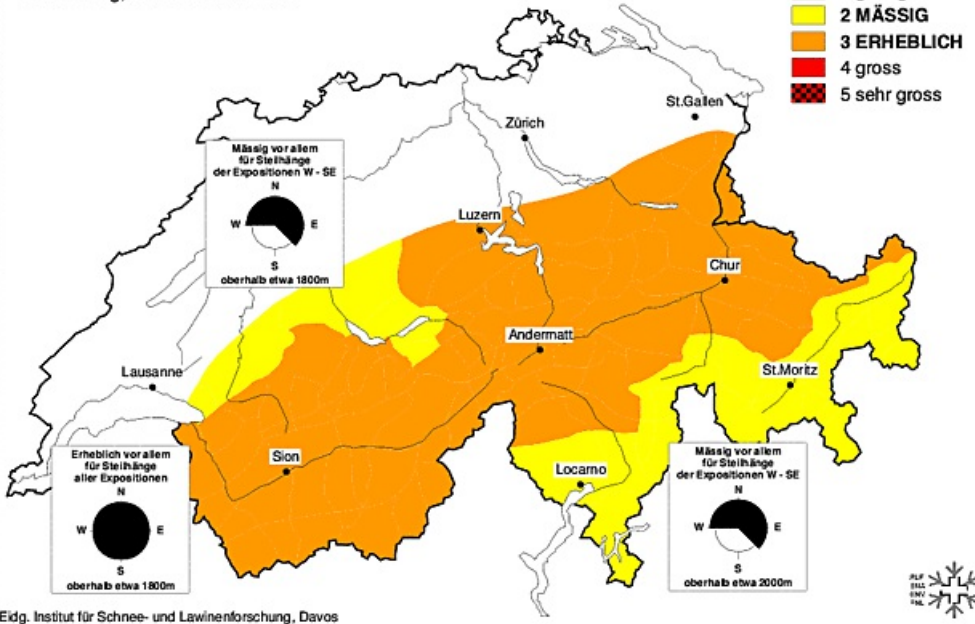 2 MÄSSIG
3 ERHEBLICH
4 gross
5 sehr gross
St.Gallen
Zürich
Mässig vor allem
für Steilhänge
der Expositionen W - SE
N
W E
S
oberhalb etwa 1800m
Luzern
Chur
Andermatt
Lausanne
St.Moritz
Erheblich vor allem
für Steilhänge
aller Expositionen
N
W E
S
oberhalb etwa 1800m
Sion
Locarno
Mässig vor allem
für Steilhänge
der Expositionen W - SE
N
W E
S
oberhalb etwa 2000m
Eidg. Institut für Schnee- und Lawinenforschung, Davos